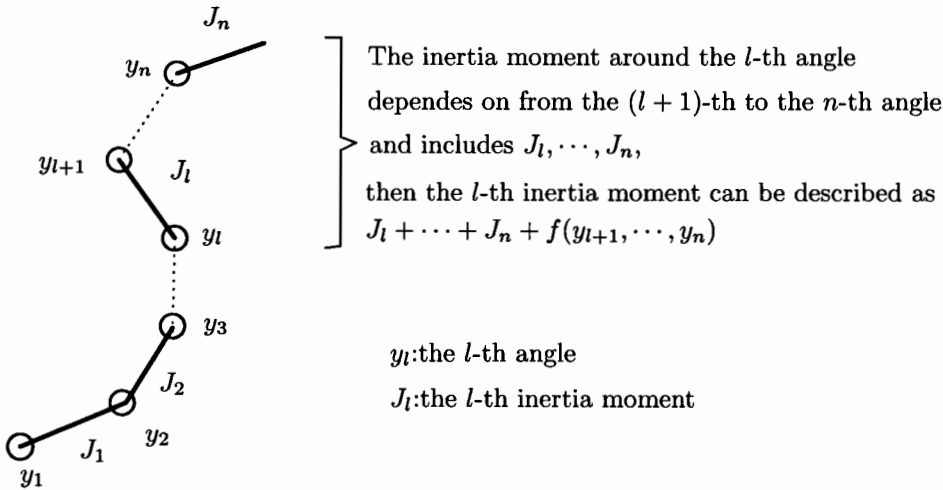 J_n
y_n
The inertia moment around the l-th angle
dependes on from the (l + 1)-th to the n-th angle
and includes J_l, ⋯, J_n,
then the l-th inertia moment can be described as
J_l + ⋯ + J_n + f(y_{l+1}, ⋯, y_n)
y_{l+1}
J_l
y_l
y_3
y_l:the l-th angle
J_2
J_l:the l-th inertia moment
y_2
J_1
y_1